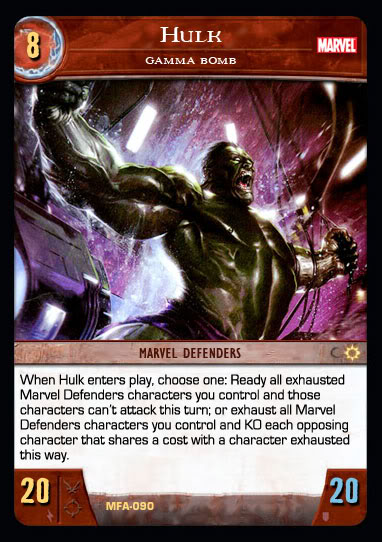 8
HULK
GAMMA BOMB
MARVEL
MARVEL DEFENDERS
C
When Hulk enters play, choose one: Ready all exhausted
Marvel Defenders characters you control and those
characters can't attack this turn; or exhaust all Marvel
Defenders characters you control and KO each opposing
character that shares a cost with a character exhausted
this way.
20
MFA-090
20